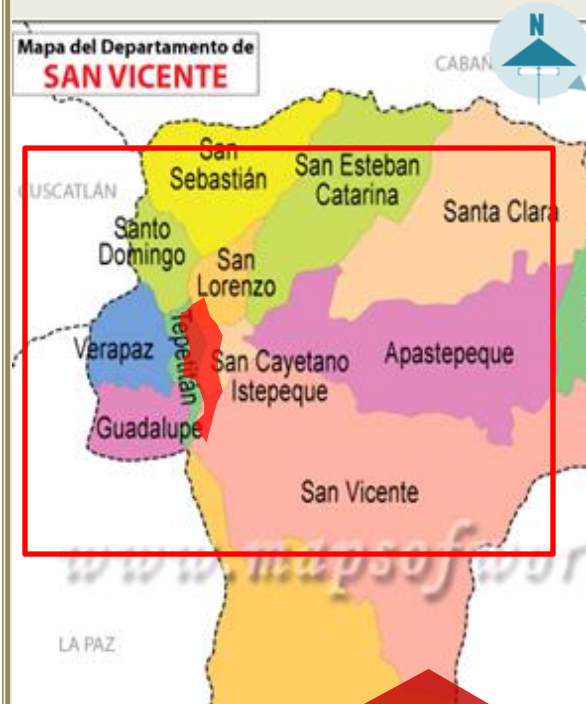 Mapa del Departamento de
SAN VICENTE
N
CABAÑ
CUSCATLÁN
San
Sebastián
San Esteban
Catarina
Santa Clara
Santo
Domingo
San
Lorenzo
Tepetitán
Verapaz
San Cayetano
Istepeque
Apastepeque
Guadalupe
San Vicente
www.mapsofwor
LA PAZ